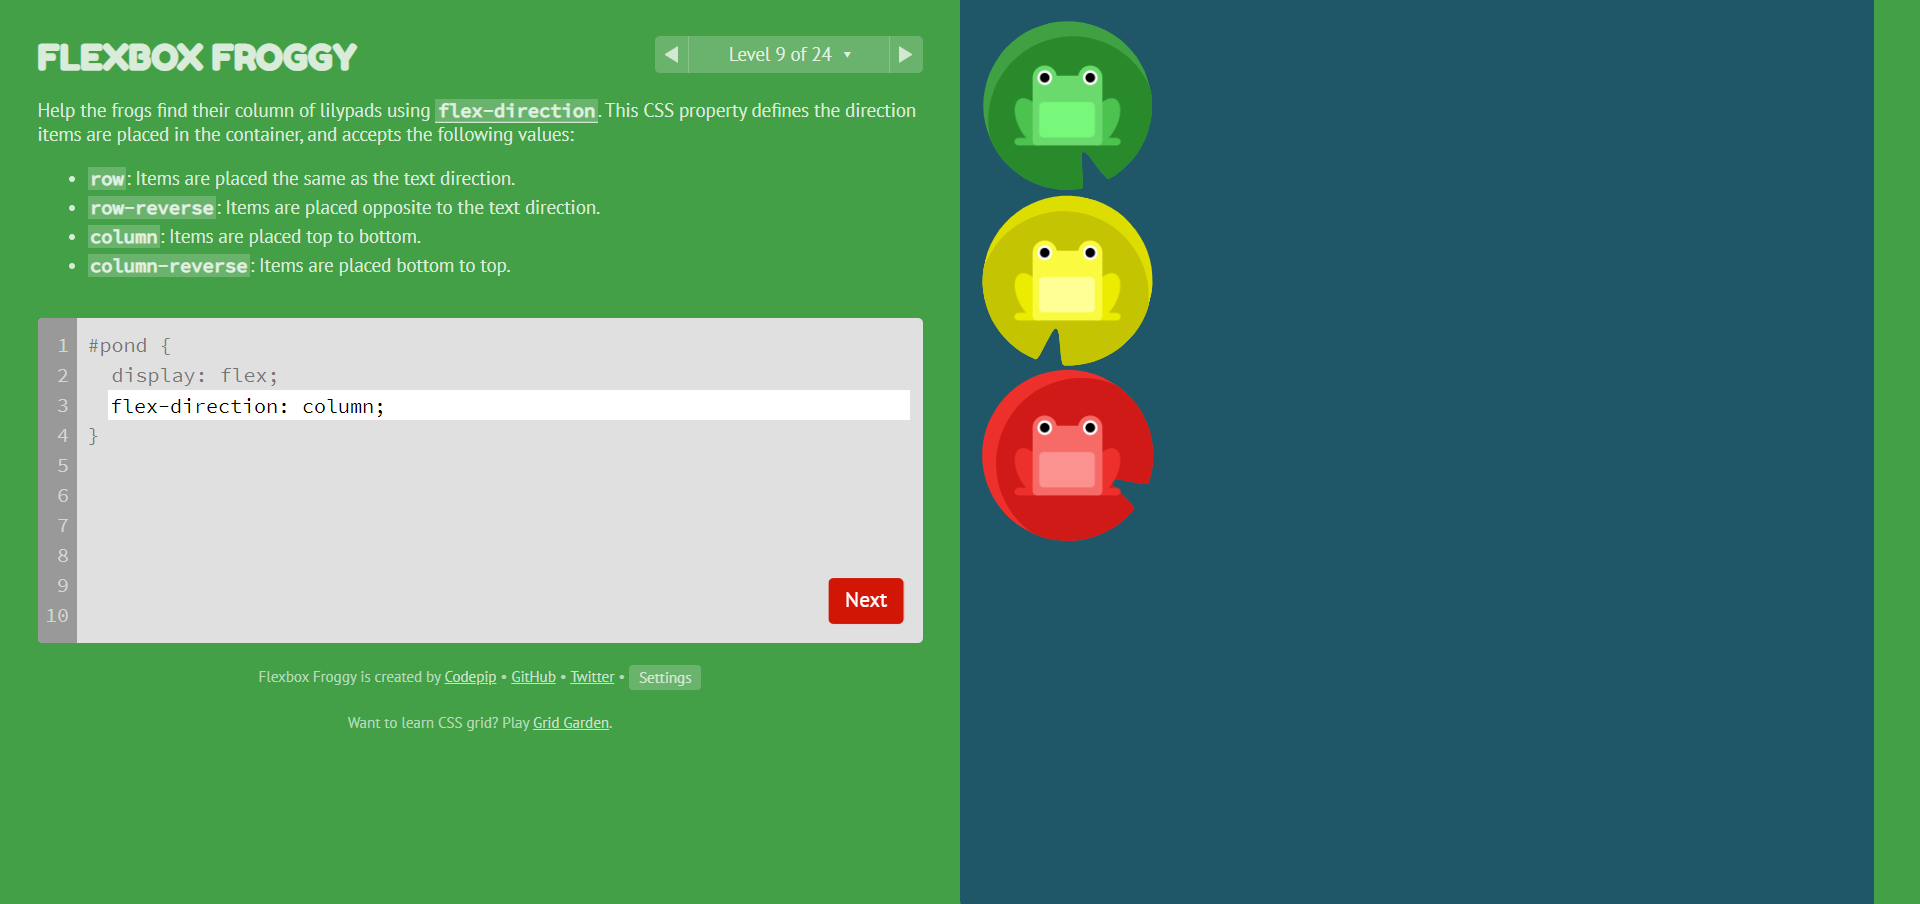 FLEXBOX FROGGY
Level 9 of 24
Help the frogs find their column of lilypads using flex-direction. This CSS property defines the direction
items are placed in the container, and accepts the following values:
• row: Items are placed the same as the text direction.
• row-reverse: Items are placed opposite to the text direction.
• column: Items are placed top to bottom.
• column-reverse: Items are placed bottom to top.
1 #pond {
2 display: flex;
3 flex-direction: column;
4 }
5
6
7
8
9
10
Next
Flexbox Froggy is created by Codepip • GitHub • Twitter • Settings
Want to learn CSS grid? Play Grid Garden.